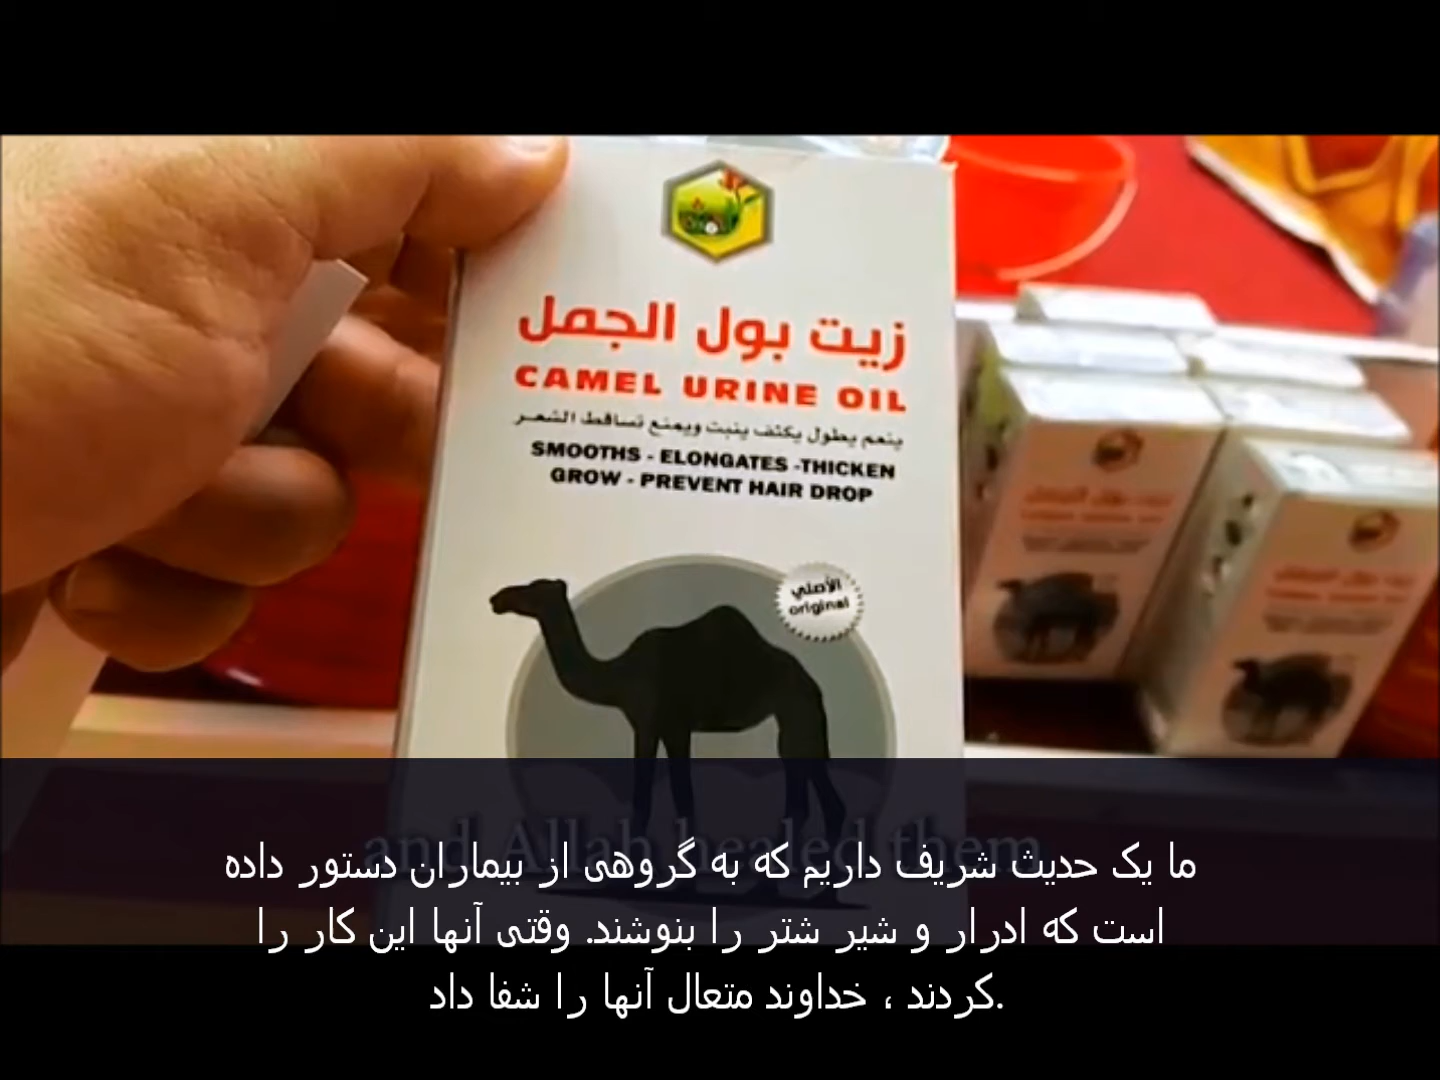 زيت بول الجمل
CAMEL URINE OIL
ينعم يطول يكثف ينبت ويمنع تساقط الشعر
SMOOTHS - ELONGATES -THICKEN
GROW - PREVENT HAIR DROP
الأصلي
original
and Allah healed them
ما یک حدیث شریف داریم که به گروهی از بیماران دستور داده
است که ادرار و شیر شتر را بنوشند. وقتی آنها این کار را
کردند ، خداوند متعال آنها را شفا داد.